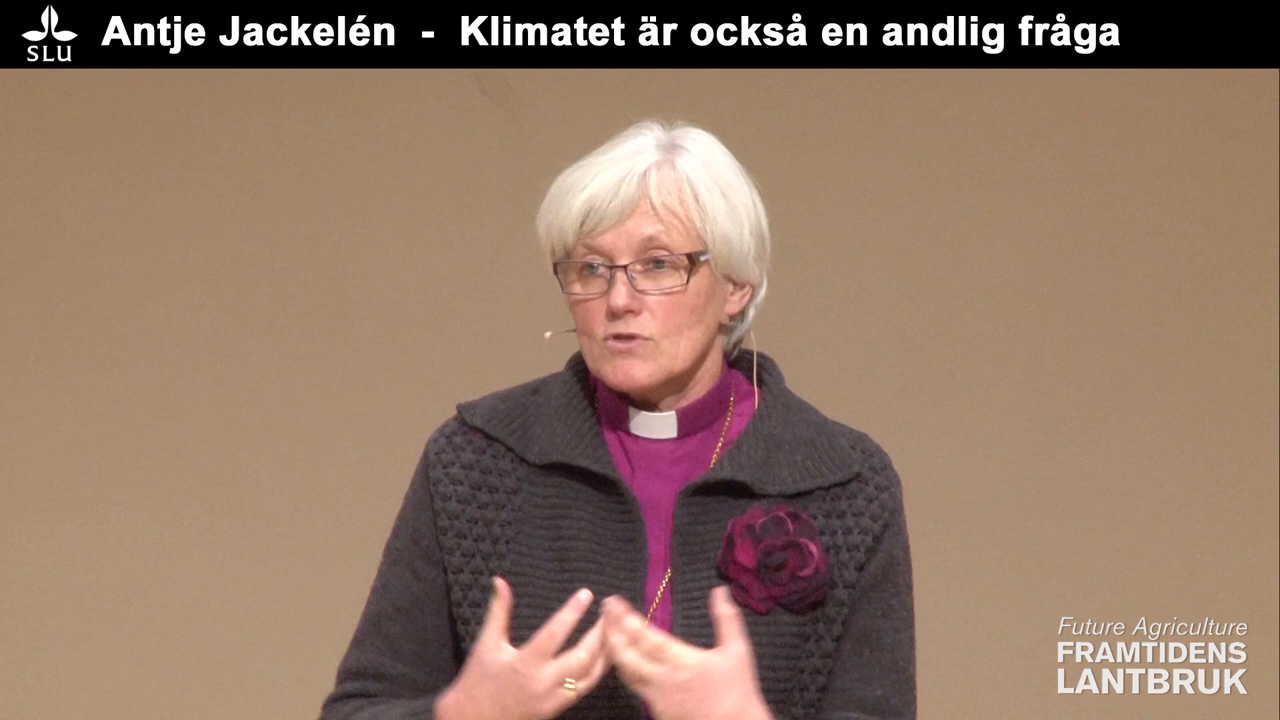 SLU
Antje Jackelén - Klimatet är också en andlig fråga
Future Agriculture
FRAMTIDENS
LANTBRUK